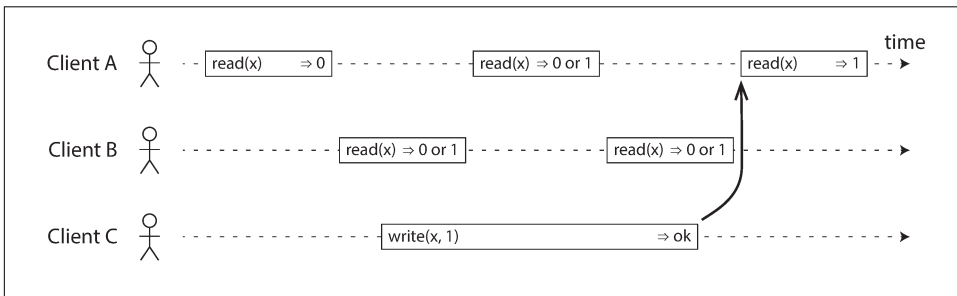 time
Client A read(x) ⇒ 0 read(x) ⇒ 0 or 1 read(x) ⇒ 1
Client B read(x) ⇒ 0 or 1 read(x) ⇒ 0 or 1
Client C write(x, 1) ⇒ ok